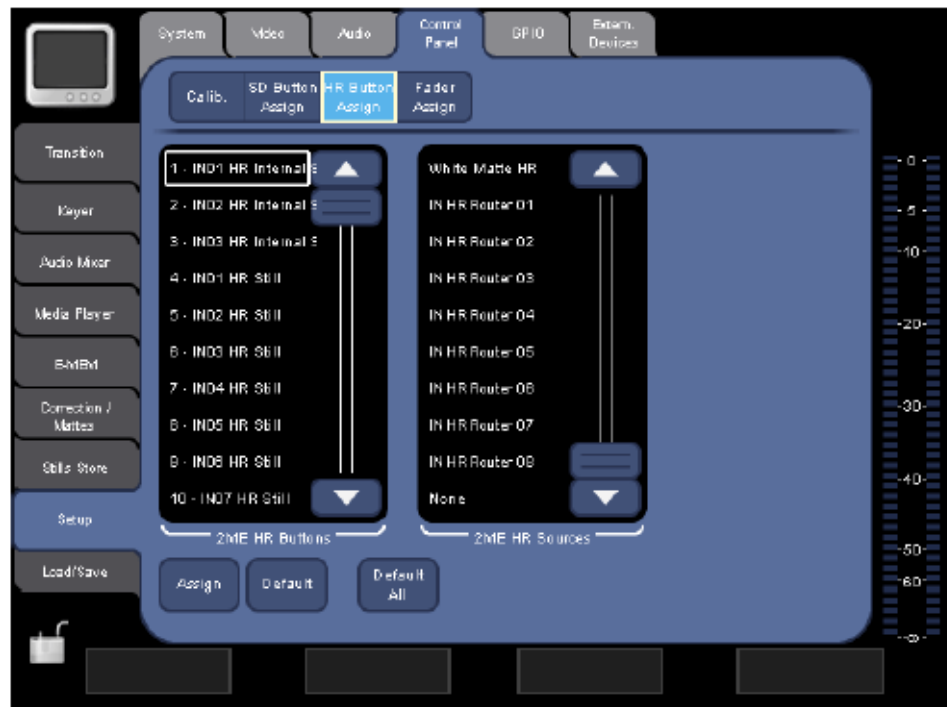 System
Video
Audio
Control
Panel
GPIO
Extern.
Devices
Calib.
SD Button
Assign
HR Button
Assign
Fader
Assign
Transition
Keyer
Audio Mixer
Media Player
E-MEM
Correction /
Mattes
Stills Store
Setup
Load/Save
1 - IN01 HR Internal S
2 - IN02 HR Internal S
3 - IN03 HR Internal S
4 - IN01 HR Still
5 - IN02 HR Still
6 - IN03 HR Still
7 - IN04 HR Still
8 - IN05 HR Still
9 - IN06 HR Still
10 - IN07 HR Still
2ME HR Buttons
White Matte HR
IN HR Router 01
IN HR Router 02
IN HR Router 03
IN HR Router 04
IN HR Router 05
IN HR Router 06
IN HR Router 07
IN HR Router 08
None
2ME HR Sources
Assign
Default
Default
All
- 0 -
- 5 -
-10-
-20-
-30-
-40-
-50-
-60-
-∞-